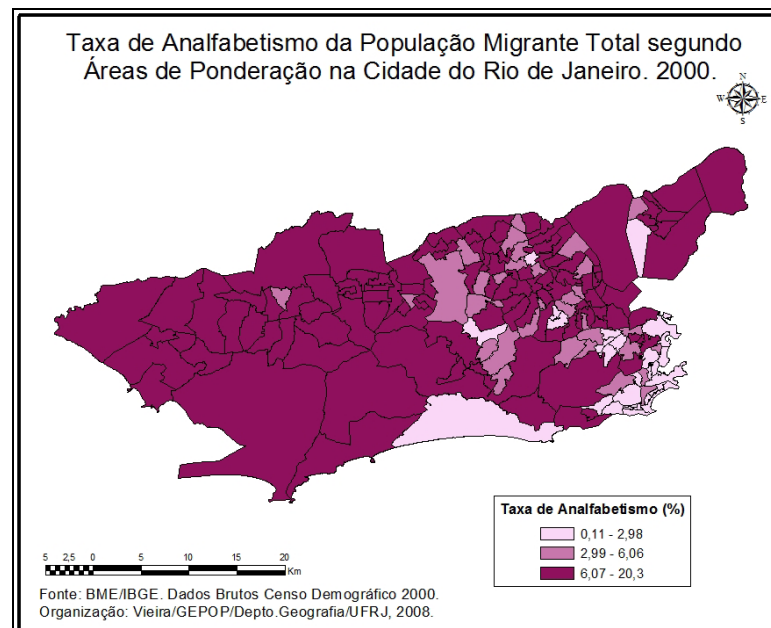 Taxa de Analfabetismo da População Migrante Total segundo
Áreas de Ponderação na Cidade do Rio de Janeiro. 2000.
N
W E
S
Taxa de Analfabetismo (%)
0,11 - 2,98
2,99 - 6,06
6,07 - 20,3
5 2,5 0 5 10 15 20
Km
Fonte: BME/IBGE. Dados Brutos Censo Demográfico 2000.
Organização: Vieira/GEPOP/Depto.Geografia/UFRJ, 2008.